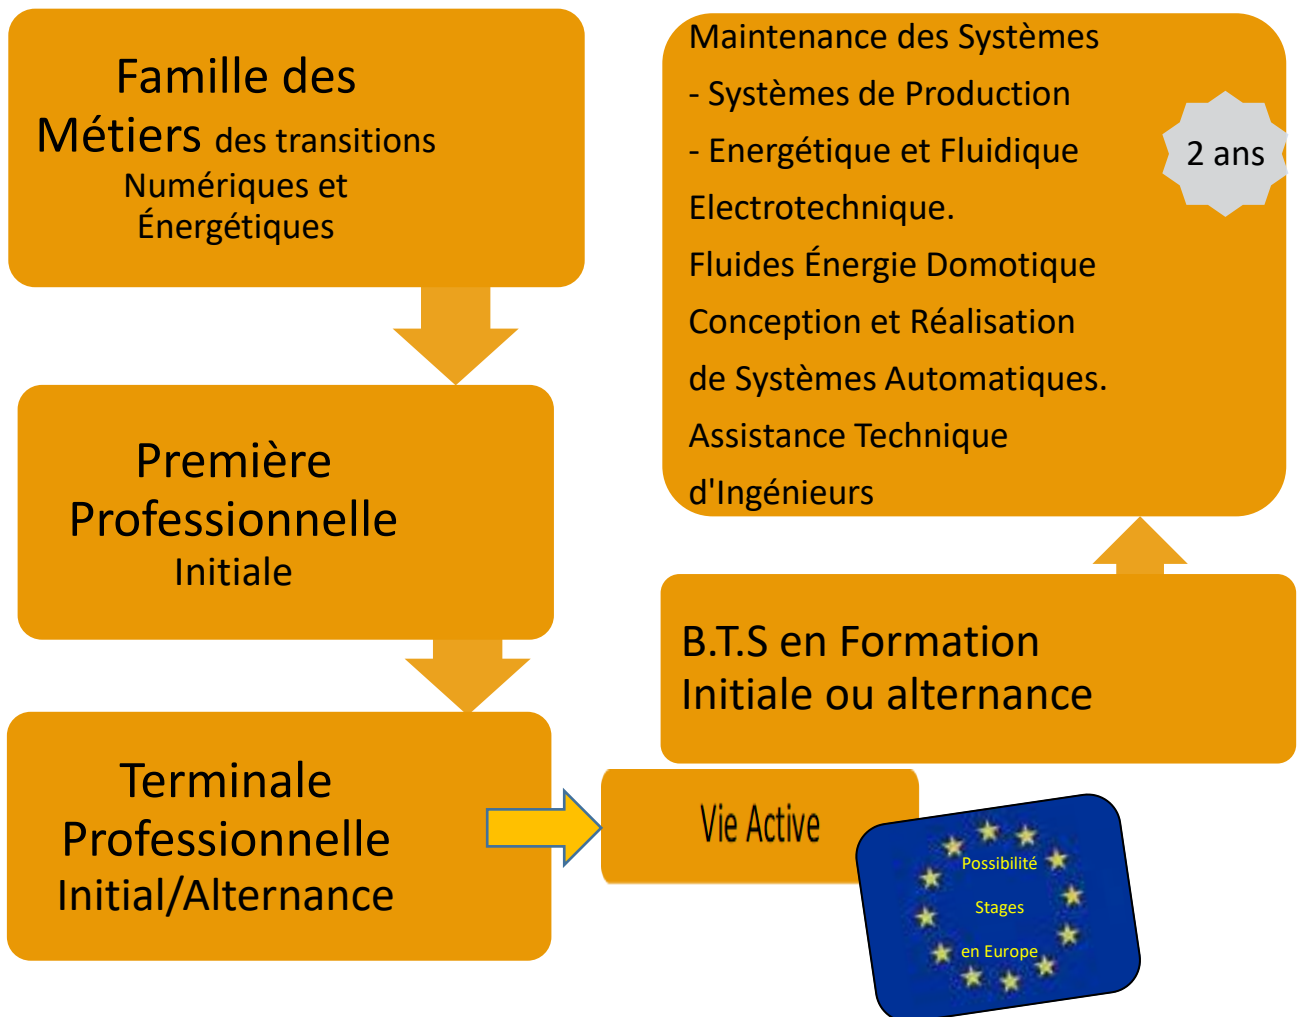 Famille des
Métiers des transitions
Numériques et
Énergétiques
Première
Professionnelle
Initiale
Terminale
Professionnelle
Initial/Alternance
Vie Active
Possibilité
Stages
en Europe
B.T.S en Formation
Initiale ou alternance
Maintenance des Systèmes
- Systèmes de Production
- Energétique et Fluidique
Electrotechnique.
Fluides Énergie Domotique
Conception et Réalisation
de Systèmes Automatiques.
Assistance Technique
d'Ingénieurs
2 ans